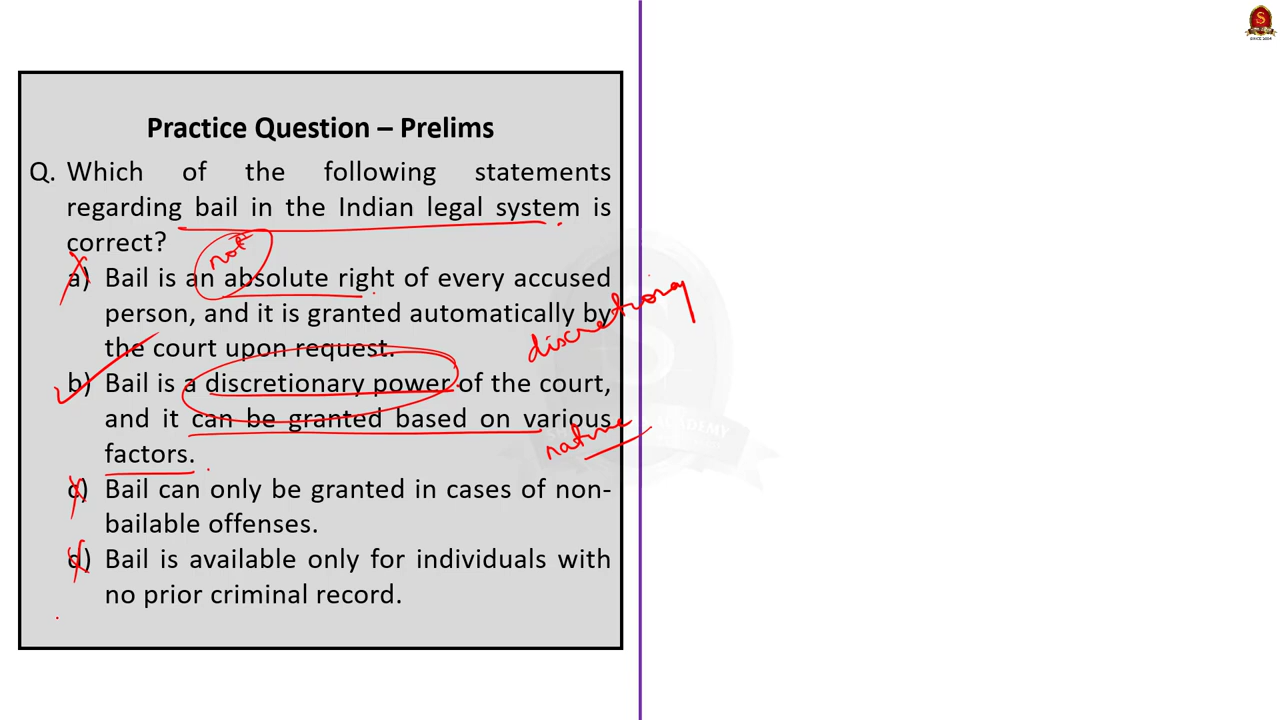 S
SINCE 2004
Practice Question – Prelims
Q. Which of the following statements
regarding bail in the Indian legal system is
correct?
not
a) Bail is an absolute right of every accused
person, and it is granted automatically by
the court upon request.
discretionary
b) Bail is a discretionary power of the court,
and it can be granted based on various
factors.
nature
c) Bail can only be granted in cases of non-
bailable offenses.
d) Bail is available only for individuals with
no prior criminal record.